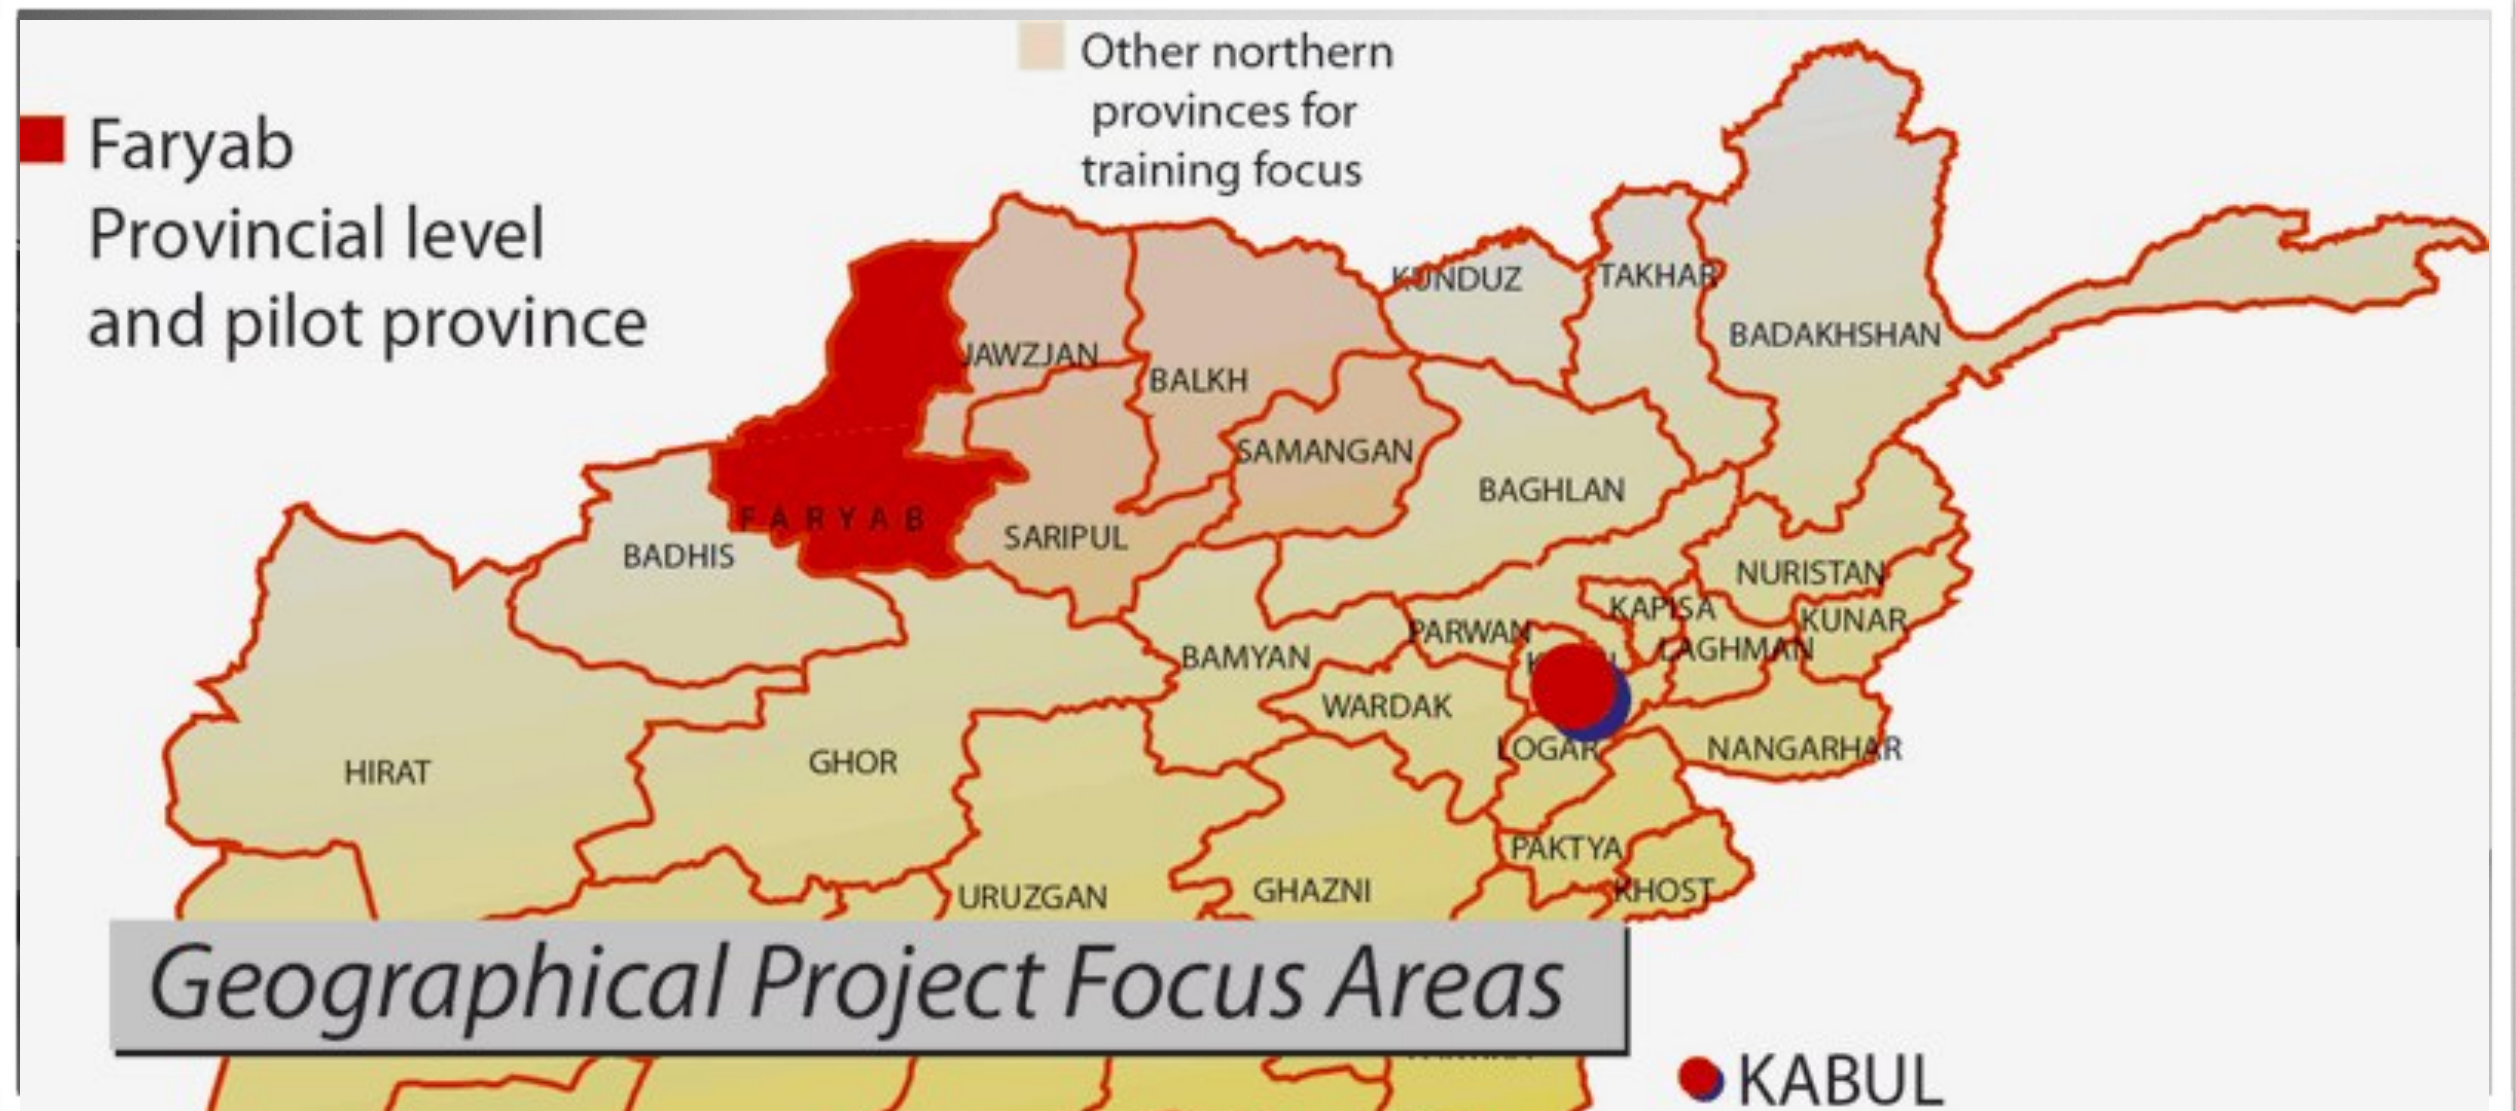 Other northern
provinces for
training focus
Faryab
Provincial level
and pilot province
KUNDUZ
TAKHAR
BADAKHSHAN
JAWZJAN
BALKH
SAMANGAN
BAGHLAN
FARYAB
SARIPUL
BADHIS
NURISTAN
KAPISA
KUNAR
PARWAN
LAGHMAN
BAMYAN
WARDAK
LOGAR
NANGARHAR
HIRAT
GHOR
PAKTYA
URUZGAN
GHAZNI
KHOST
Geographical Project Focus Areas
KABUL